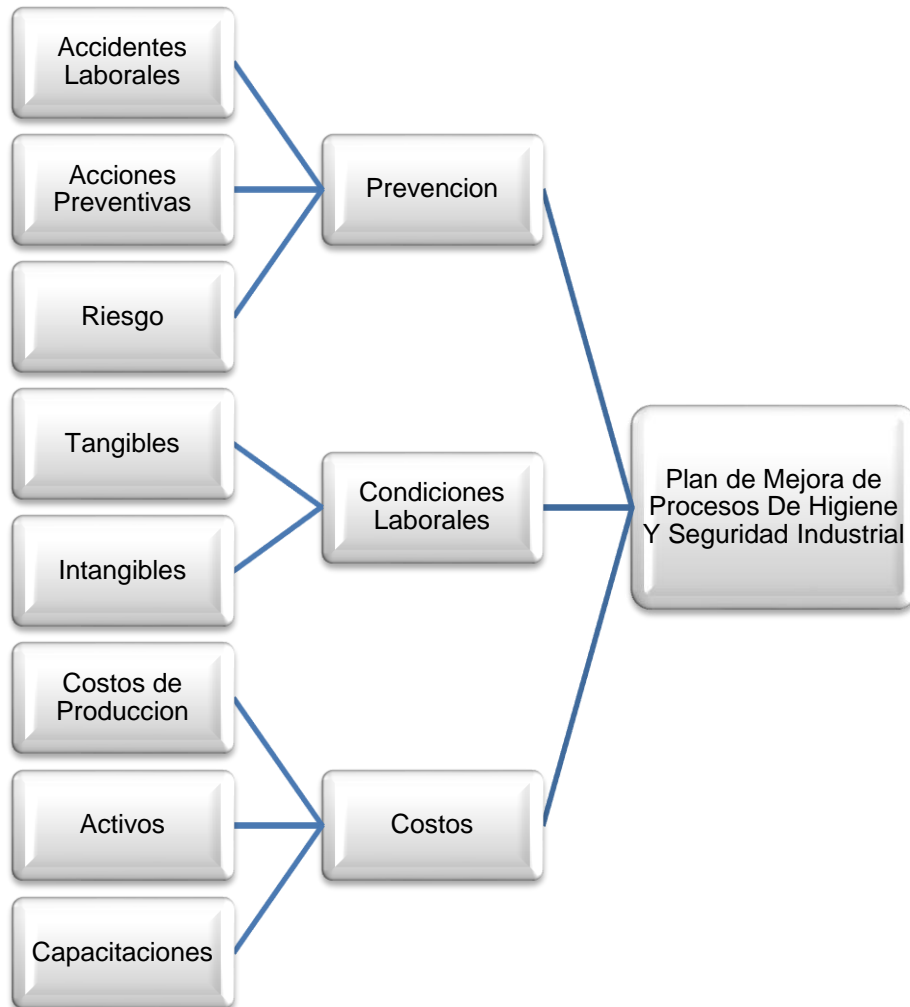 Accidentes
Laborales
Acciones
Preventivas
Riesgo
Prevencion
Tangibles
Intangibles
Condiciones
Laborales
Costos de
Produccion
Activos
Capacitaciones
Costos
Plan de Mejora de
Procesos De Higiene
Y Seguridad Industrial